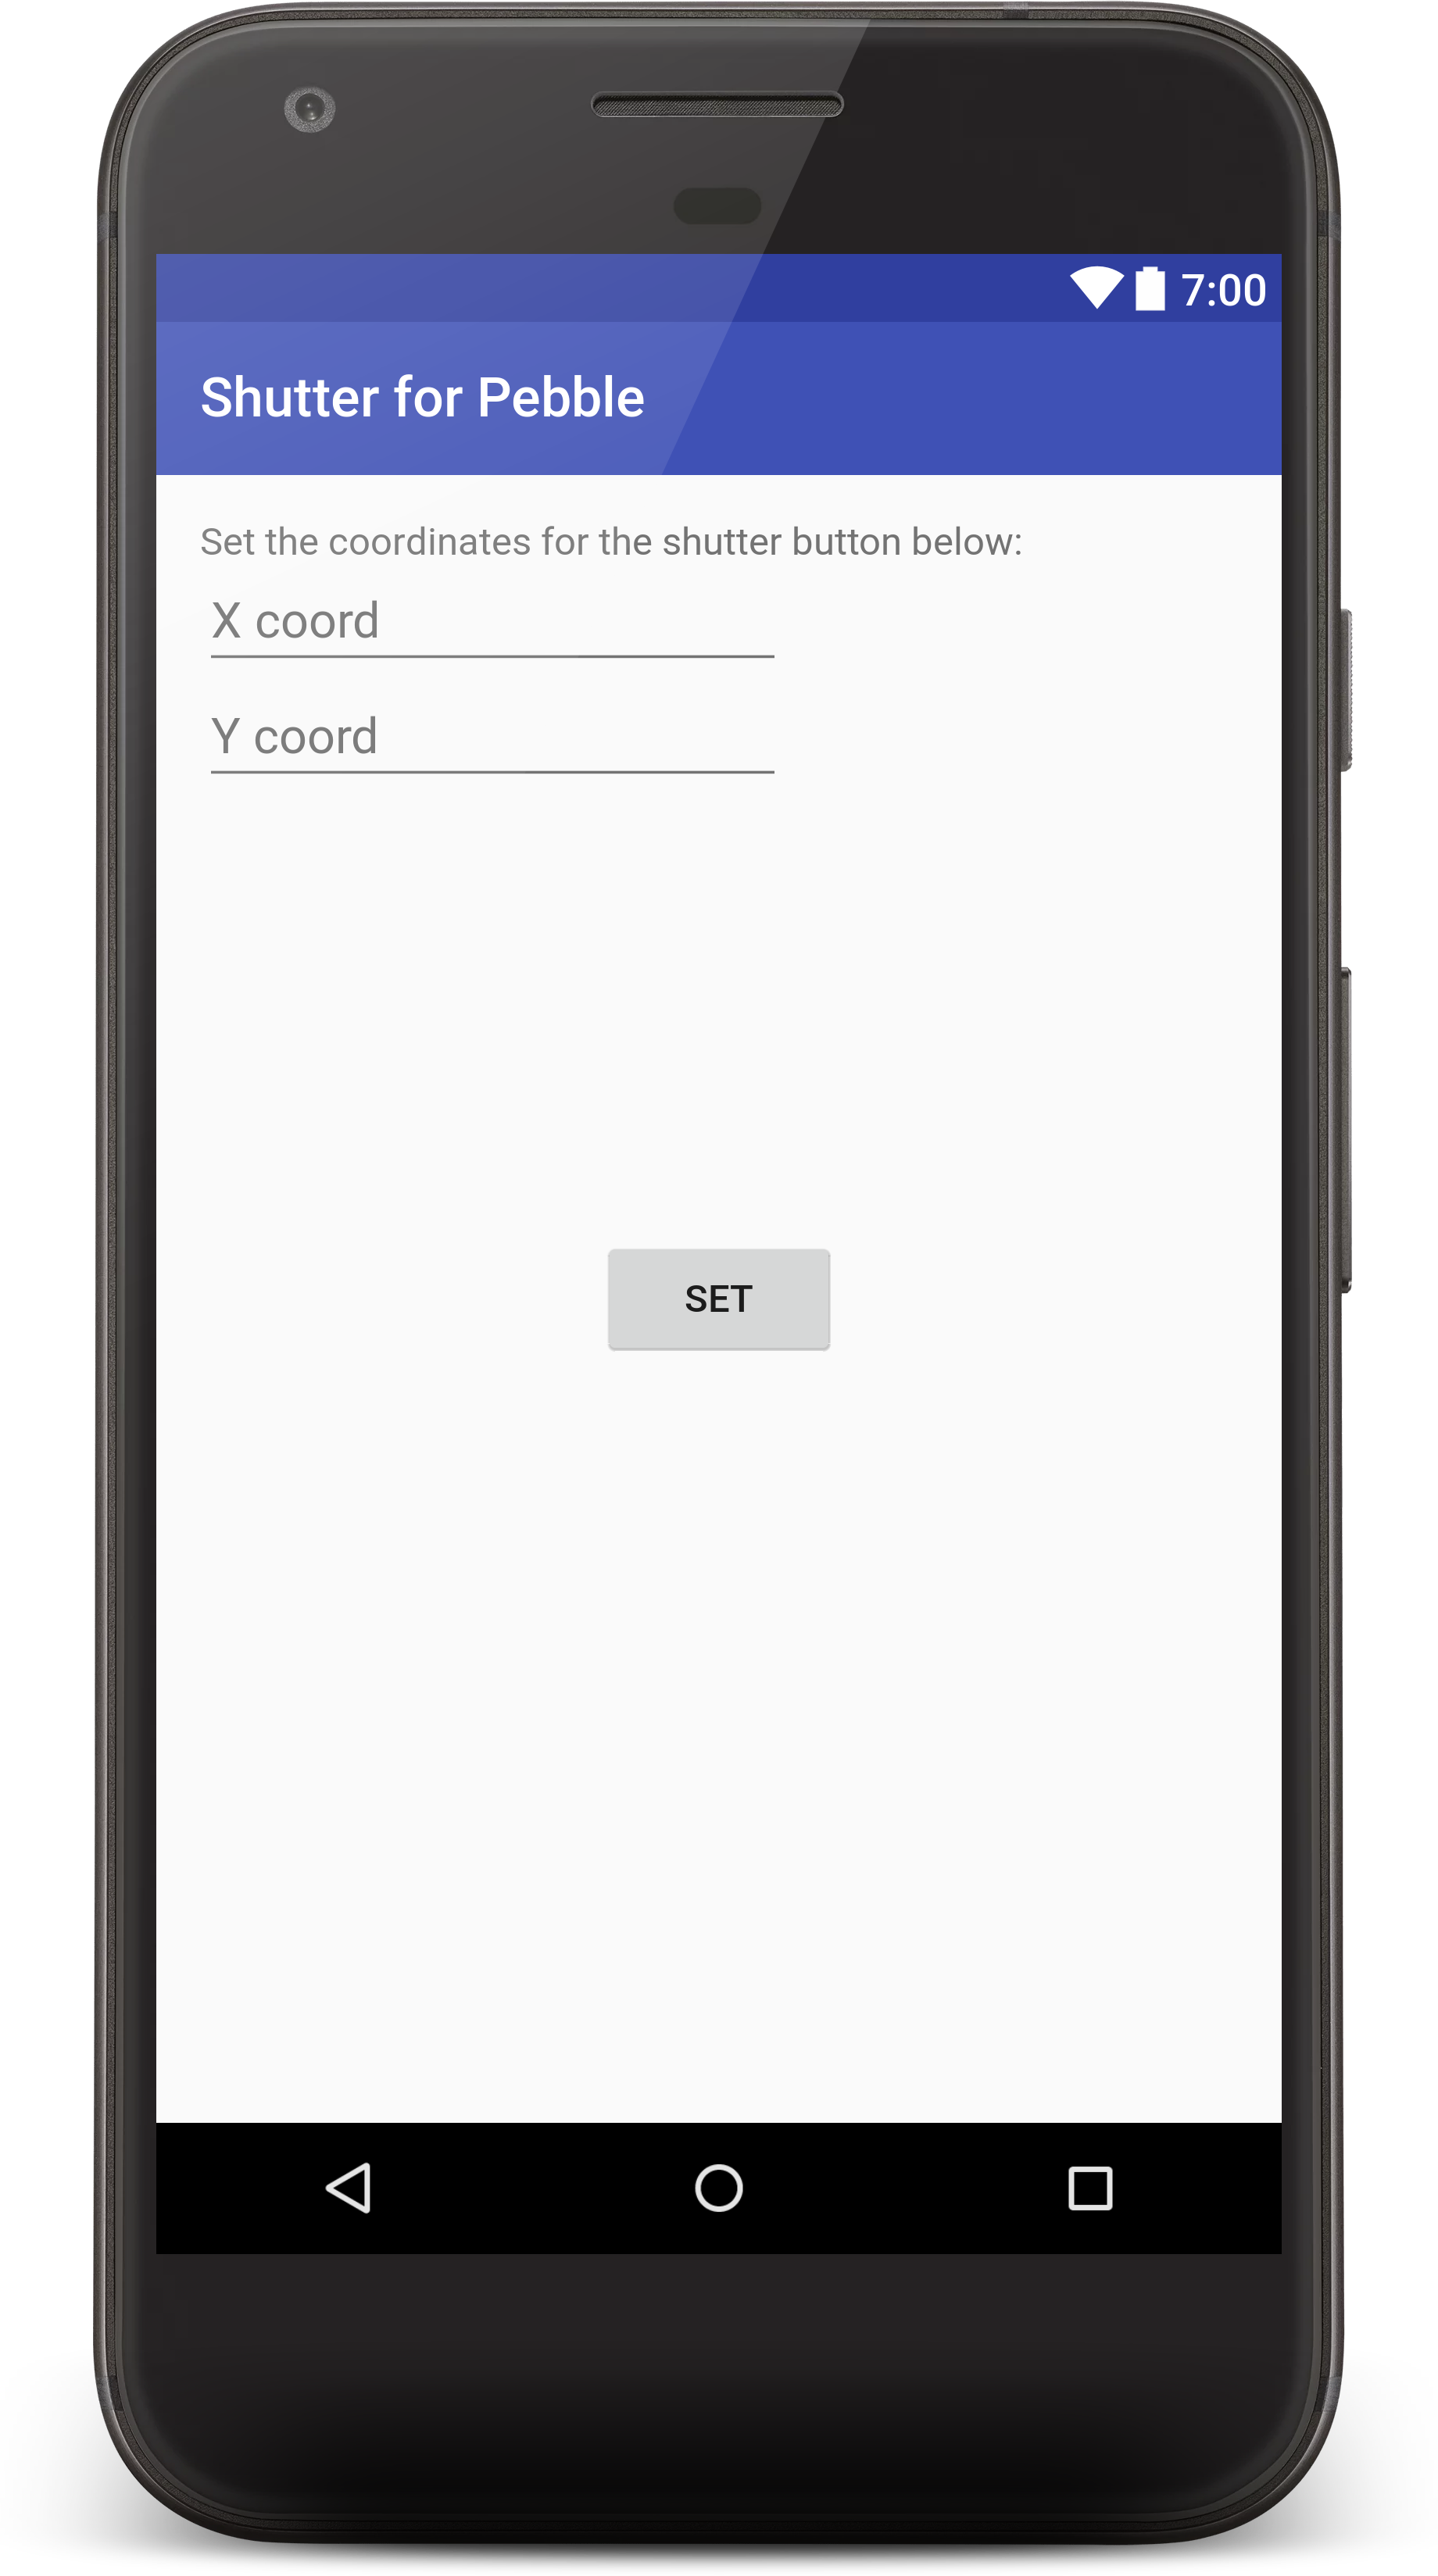 7:00
Shutter for Pebble
Set the coordinates for the shutter button below:
X coord
Y coord
SET